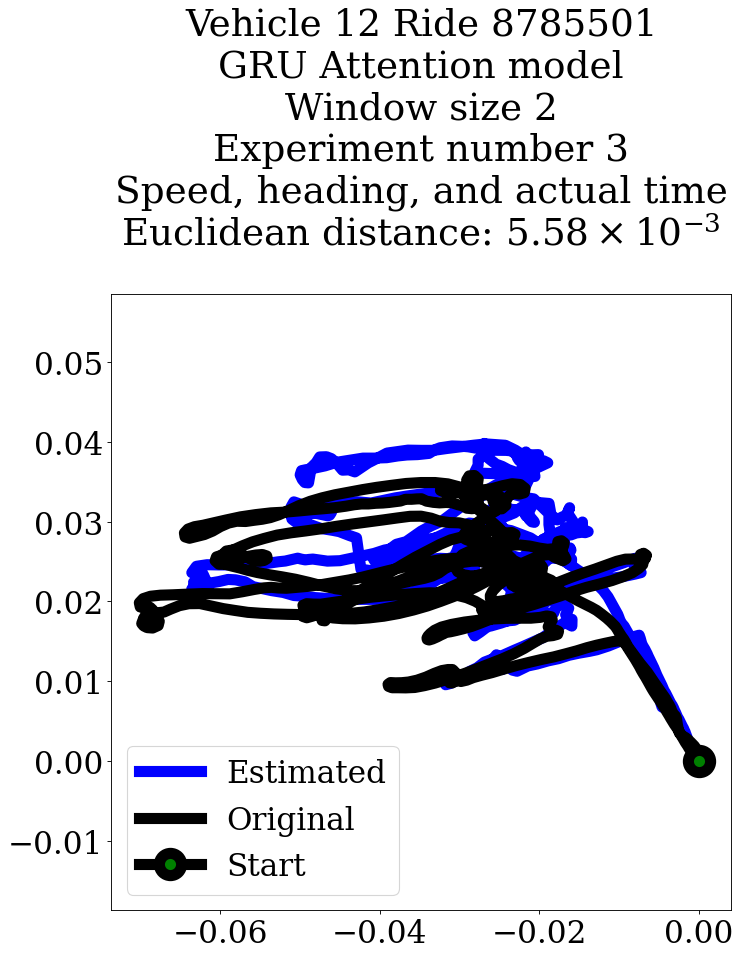 Vehicle 12 Ride 8785501
GRU Attention model
Window size 2
Experiment number 3
Speed, heading, and actual time
Euclidean distance: 5.58 × 10⁻³
0.05
0.04
0.03
0.02
0.01
0.00
−0.01
Estimated
Original
Start
−0.06 −0.04 −0.02 0.00